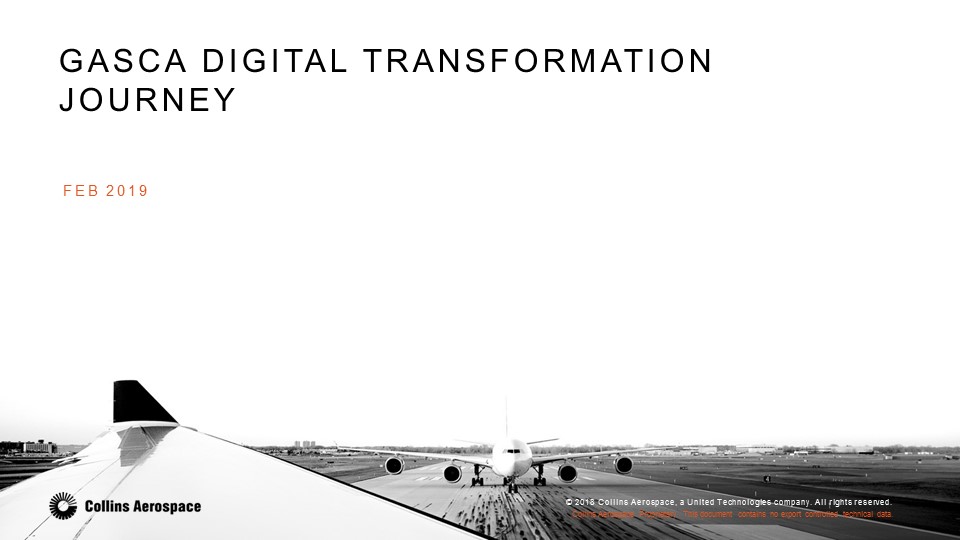 GASCA DIGITAL TRANSFORMATION
JOURNEY
FEB 2019
Collins Aerospace
© 2018 Collins Aerospace, a United Technologies company. All rights reserved.
Collins Aerospace Proprietary. This document contains no export controlled technical data.